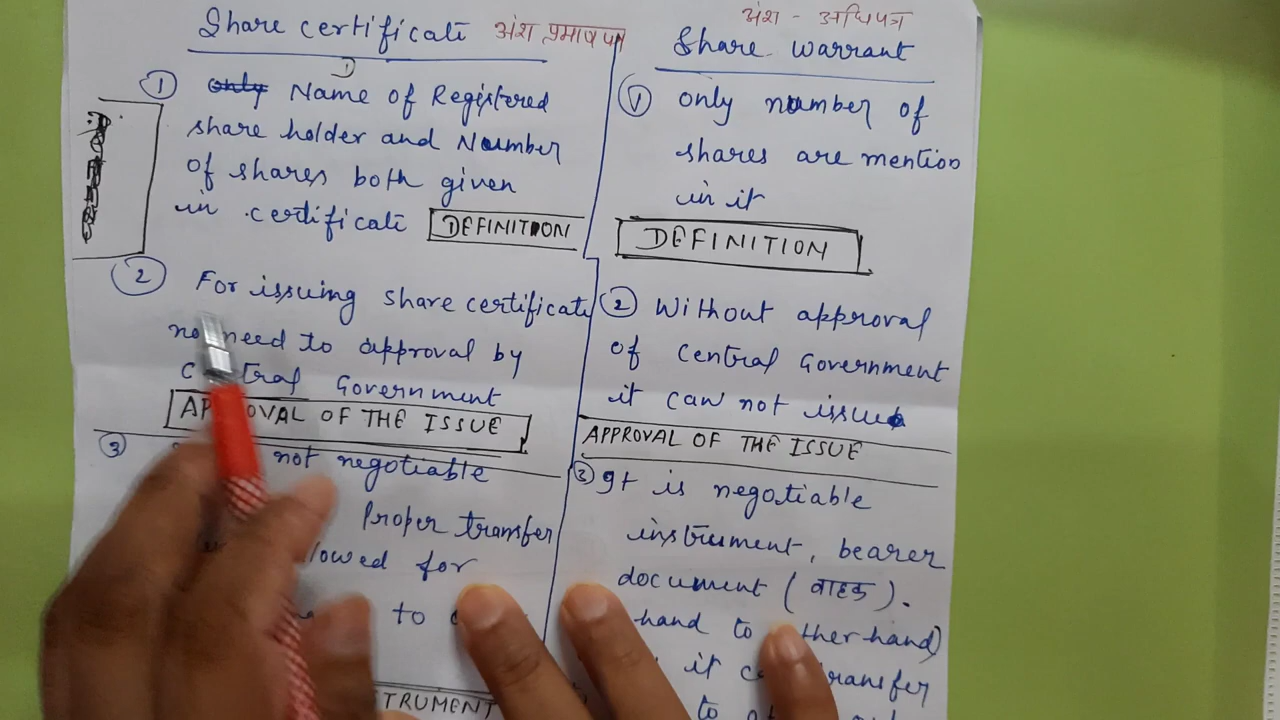 Share certificate अंश प्रमाण पत्र
① Name of Registered
share holder and Number
of shares both given
in certificate DEFINITION
② For issuing share certificate
no need to approval by
Central Government
APPROVAL OF THE ISSUE
③ not negotiable
Proper transfer
for
to
TRUMENT
अंश - अधिपत्र
Share warrant
① only number of
shares are mention
in it
DEFINITION
② Without approval
of central Government
it can not issue
APPROVAL OF THE ISSUE
③ It is negotiable
instrument, bearer
document (वाहक).
hand to other hand)
it transfer
to